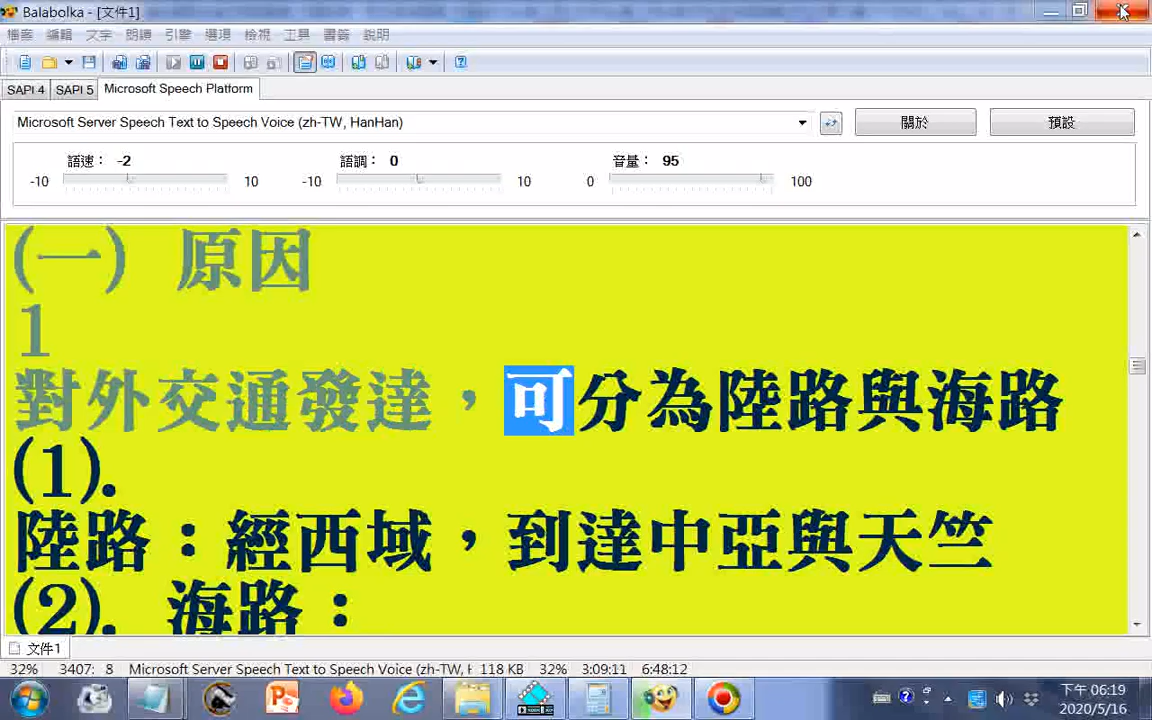 Balabolka - [文件1]
檔案 編輯 文字 朗讀 引擎 選項 檢視 工具 書籤 說明
SAPI 4 SAPI 5 Microsoft Speech Platform
Microsoft Server Speech Text to Speech Voice (zh-TW, HanHan) 關於 預設
語速： -2 語調： 0 音量： 95
-10 10 -10 10 0 100
(一) 原因
1
對外交通發達，可分為陸路與海路
(1).
陸路：經西域，到達中亞與天竺
(2). 海路：
文件1
32% 3407: 8 Microsoft Server Speech Text to Speech Voice (zh-TW, H 118 KB 32% 3:09:11 6:48:12
下午 06:19
2020/5/16